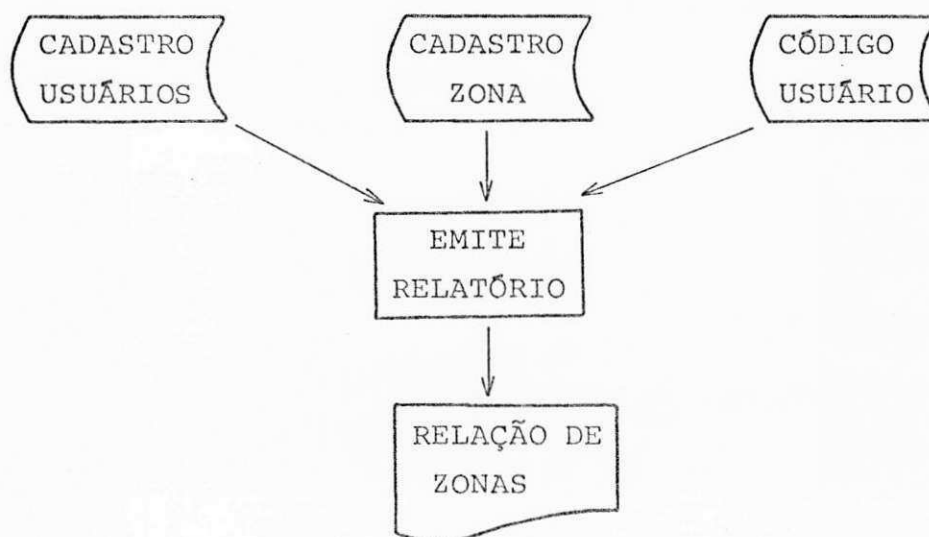 CADASTRO
USUÁRIOS
CADASTRO
ZONA
CÓDIGO
USUÁRIO
EMITE
RELATÓRIO
RELAÇÃO DE
ZONAS